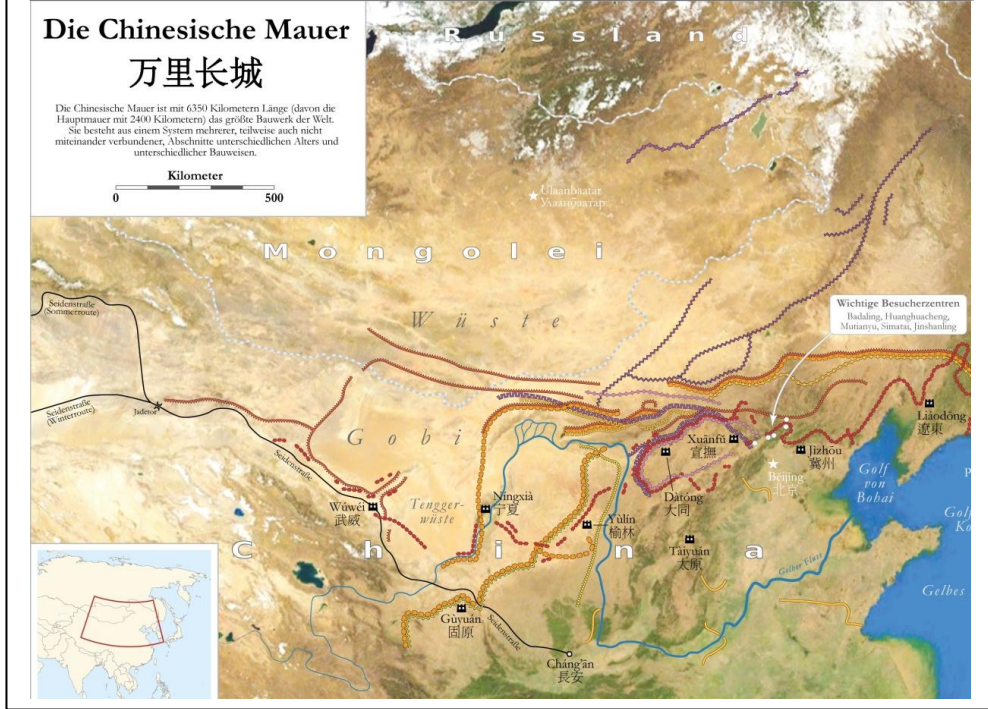 Die Chinesische Mauer
万里长城
Die Chinesische Mauer ist mit 6350 Kilometern Länge (davon die
Hauptmauer mit 2400 Kilometern) das größte Bauwerk der Welt.
Sie besteht aus einem System mehrerer, teilweise auch nicht
miteinander verbundener, Abschnitte unterschiedlichen Alters und
unterschiedlicher Bauweisen.
Kilometer
0 500
Russland
Ulaanbaatar
Улаанбаатар
Mongolei
Wüste
Gobi
Seidenstraße
(Sommerroute)
Seidenstraße
(Winterroute)
Jadetor
Seidenstraße
Wichtige Besucherzentren
Badaling, Huanghuacheng,
Mutianyu, Simatai, Jinshanling
Liáodōng
遼東
Xuānfǔ
宣撫
Jìzhōu
冀州
Běijīng
北京
Golf
von
Bohai
Dàtóng
大同
Wǔwēi
武威
Tengger-
wüste
Níngxià
宁夏
Yúlín
榆林
Tàiyuán
太原
China
Gelber Fluss
Gelbes
Gùyuán
固原
Seidenstraße
Cháng'ān
長安